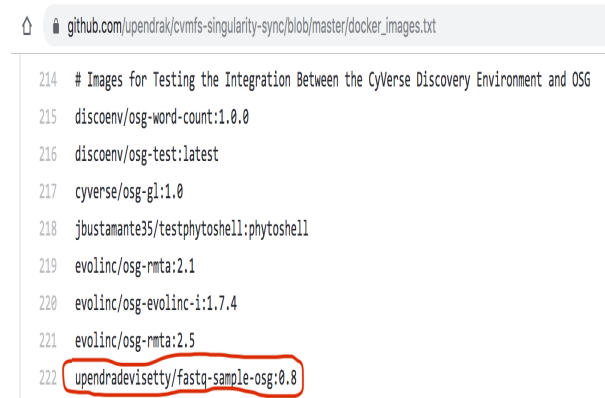 github.com/upendrak/cvmfs-singularity-sync/blob/master/docker_images.txt
214 # Images for Testing the Integration Between the CyVerse Discovery Environment and OSG
215 discoenv/osg-word-count:1.0.0
216 discoenv/osg-test:latest
217 cyverse/osg-gl:1.0
218 jbustamante35/testphytoshell:phytoshell
219 evolinc/osg-rmta:2.1
220 evolinc/osg-evolinc-i:1.7.4
221 evolinc/osg-rmta:2.5
222 upendradevisetty/fastq-sample-osg:0.8